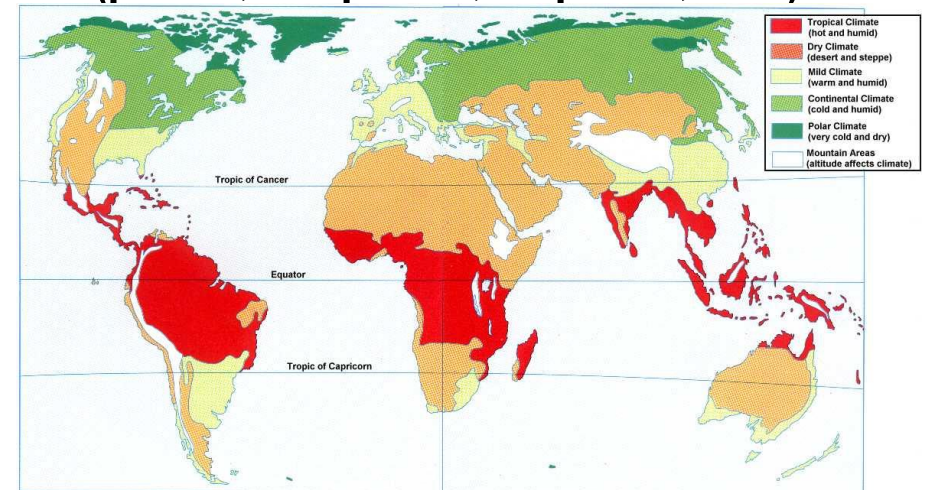 Tropical Climate
(hot and humid)
Dry Climate
(desert and steppe)
Mild Climate
(warm and humid)
Continental Climate
(cold and humid)
Polar Climate
(very cold and dry)
Mountain Areas
(altitude affects climate)
Tropic of Cancer
Equator
Tropic of Capricorn